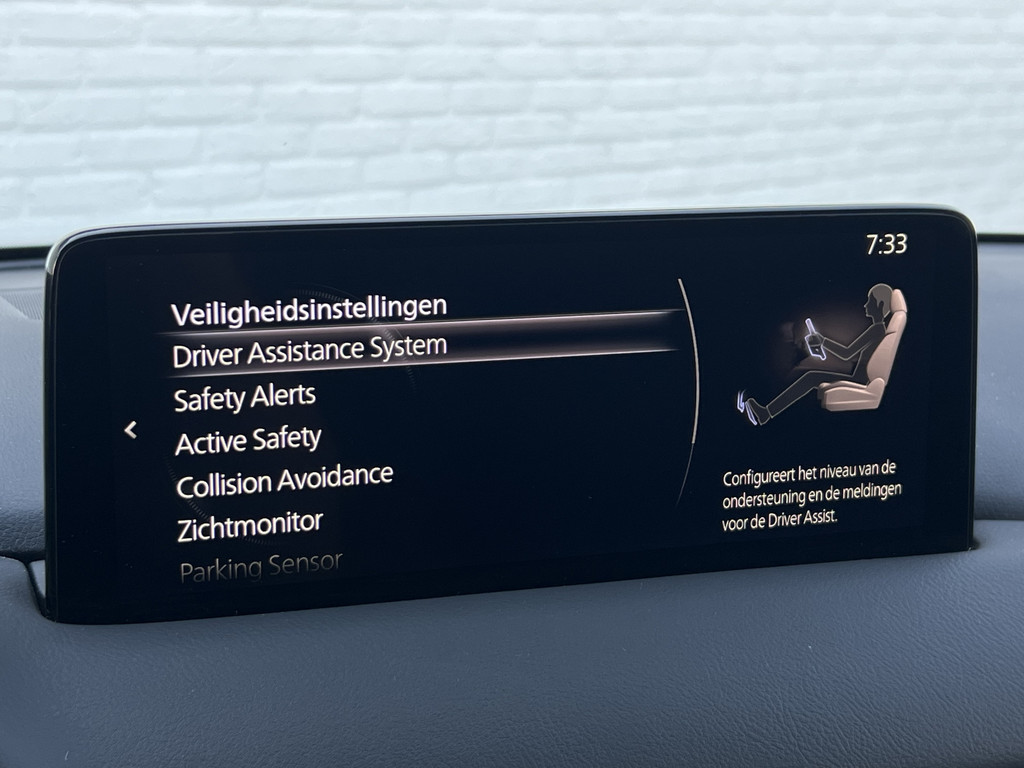 7:33
Veiligheidsinstellingen
Driver Assistance System
Safety Alerts
Active Safety
Collision Avoidance
Zichtmonitor
Parking Sensor
Configureert het niveau van de
ondersteuning en de meldingen
voor de Driver Assist.